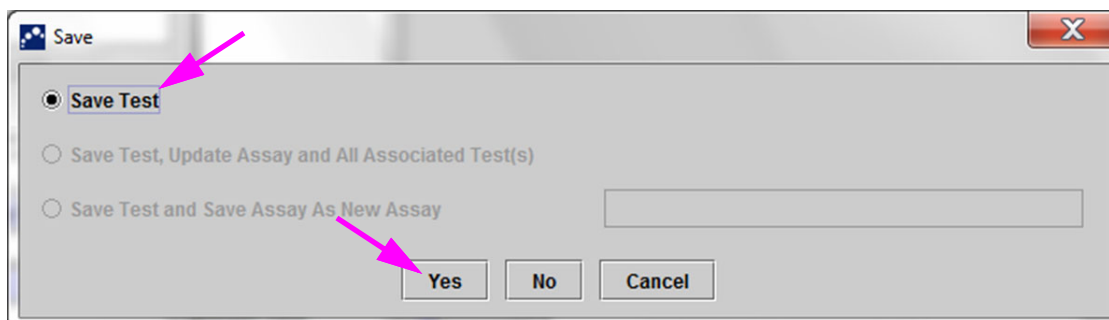 Save
Save Test
Save Test, Update Assay and All Associated Test(s)
Save Test and Save Assay As New Assay
Yes No Cancel